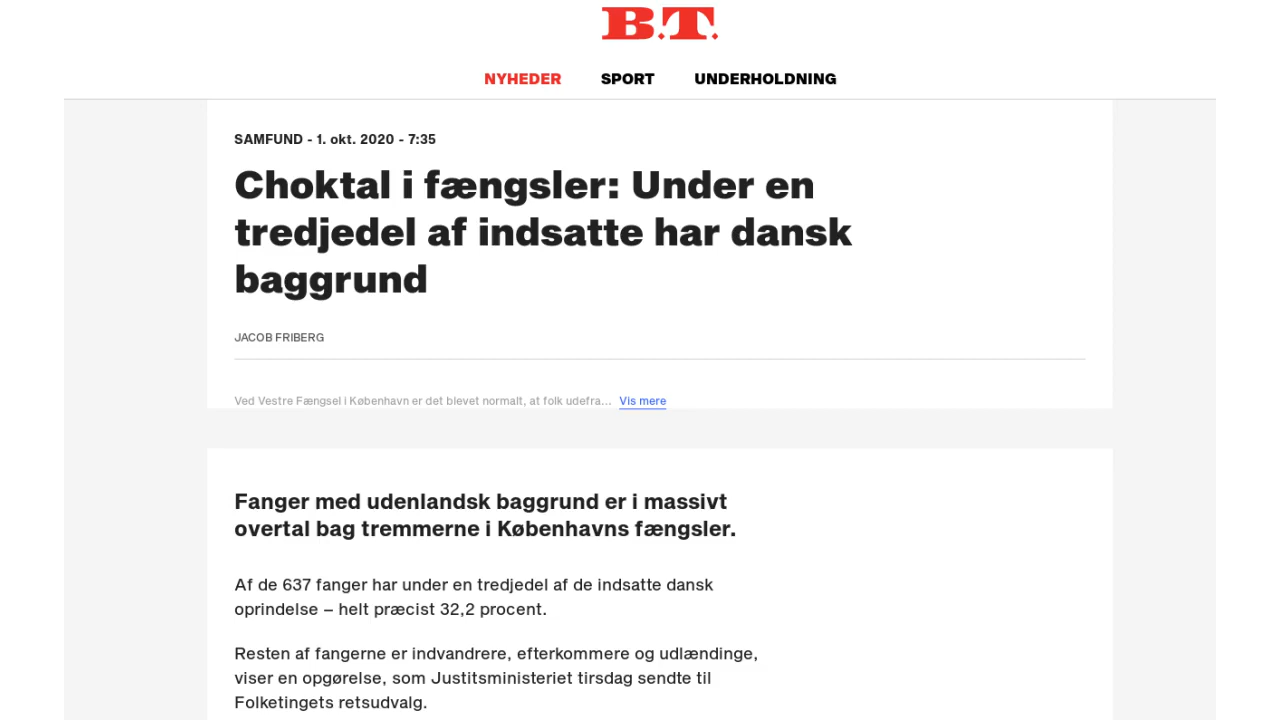 B.T.
NYHEDER SPORT UNDERHOLDNING
SAMFUND - 1. okt. 2020 - 7:35
Choktal i fængsler: Under en
tredjedel af indsatte har dansk
baggrund
JACOB FRIBERG
Ved Vestre Fængsel i København er det blevet normalt, at folk udefra... Vis mere
Fanger med udenlandsk baggrund er i massivt
overtal bag tremmerne i Københavns fængsler.
Af de 637 fanger har under en tredjedel af de indsatte dansk
oprindelse – helt præcist 32,2 procent.
Resten af fangerne er indvandrere, efterkommere og udlændinge,
viser en opgørelse, som Justitsministeriet tirsdag sendte til
Folketingets retsudvalg.